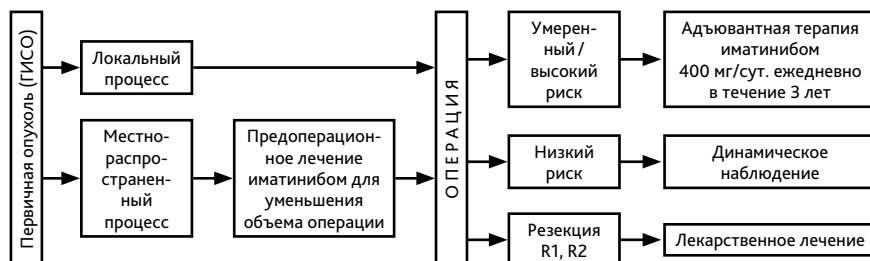 Первичная опухоль (ГИСО)
Локальный
процесс
Местно-
распро-
страненный
процесс
Предоперацион-
ное лечение
иматинибом для
уменьшения
объема операции
ОПЕРАЦИЯ
Умерен-
ный /
высокий
риск
Адъювантная терапия
иматинибом
400 мг/сут. ежедневно
в течение 3 лет
Низкий
риск
Динамическое
наблюдение
Резекция
R1, R2
Лекарственное лечение